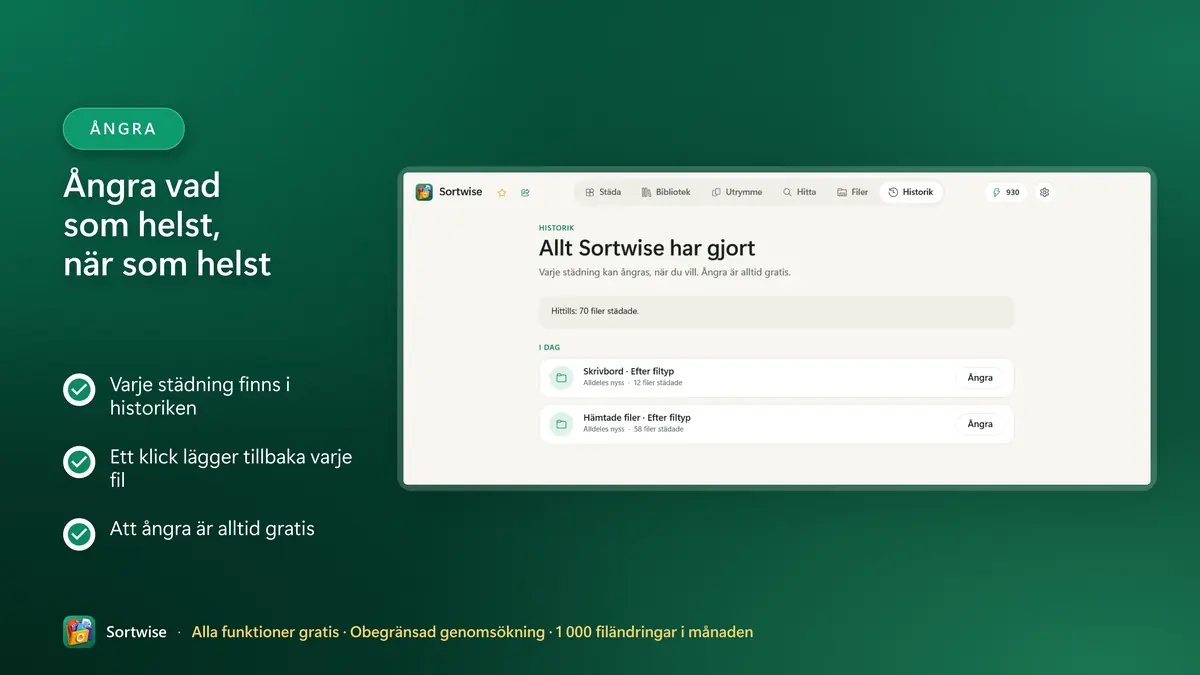 ÅNGRA
Ångra vad
som helst,
när som helst
Varje städning finns i
historiken
Ett klick lägger tillbaka varje
fil
Att ångra är alltid gratis
Sortwise
Städa
Bibliotek
Utrymme
Hitta
Filer
Historik
930
HISTORIK
Allt Sortwise har gjort
Varje städning kan ångras, när du vill. Ångra är alltid gratis.
Hittills: 70 filer städade.
I DAG
Skrivbord · Efter filtyp
Alldeles nyss · 12 filer städade
Ångra
Hämtade filer · Efter filtyp
Alldeles nyss · 58 filer städade
Ångra
Sortwise · Alla funktioner gratis · Obegränsad genomsökning · 1 000 filändringar i månaden